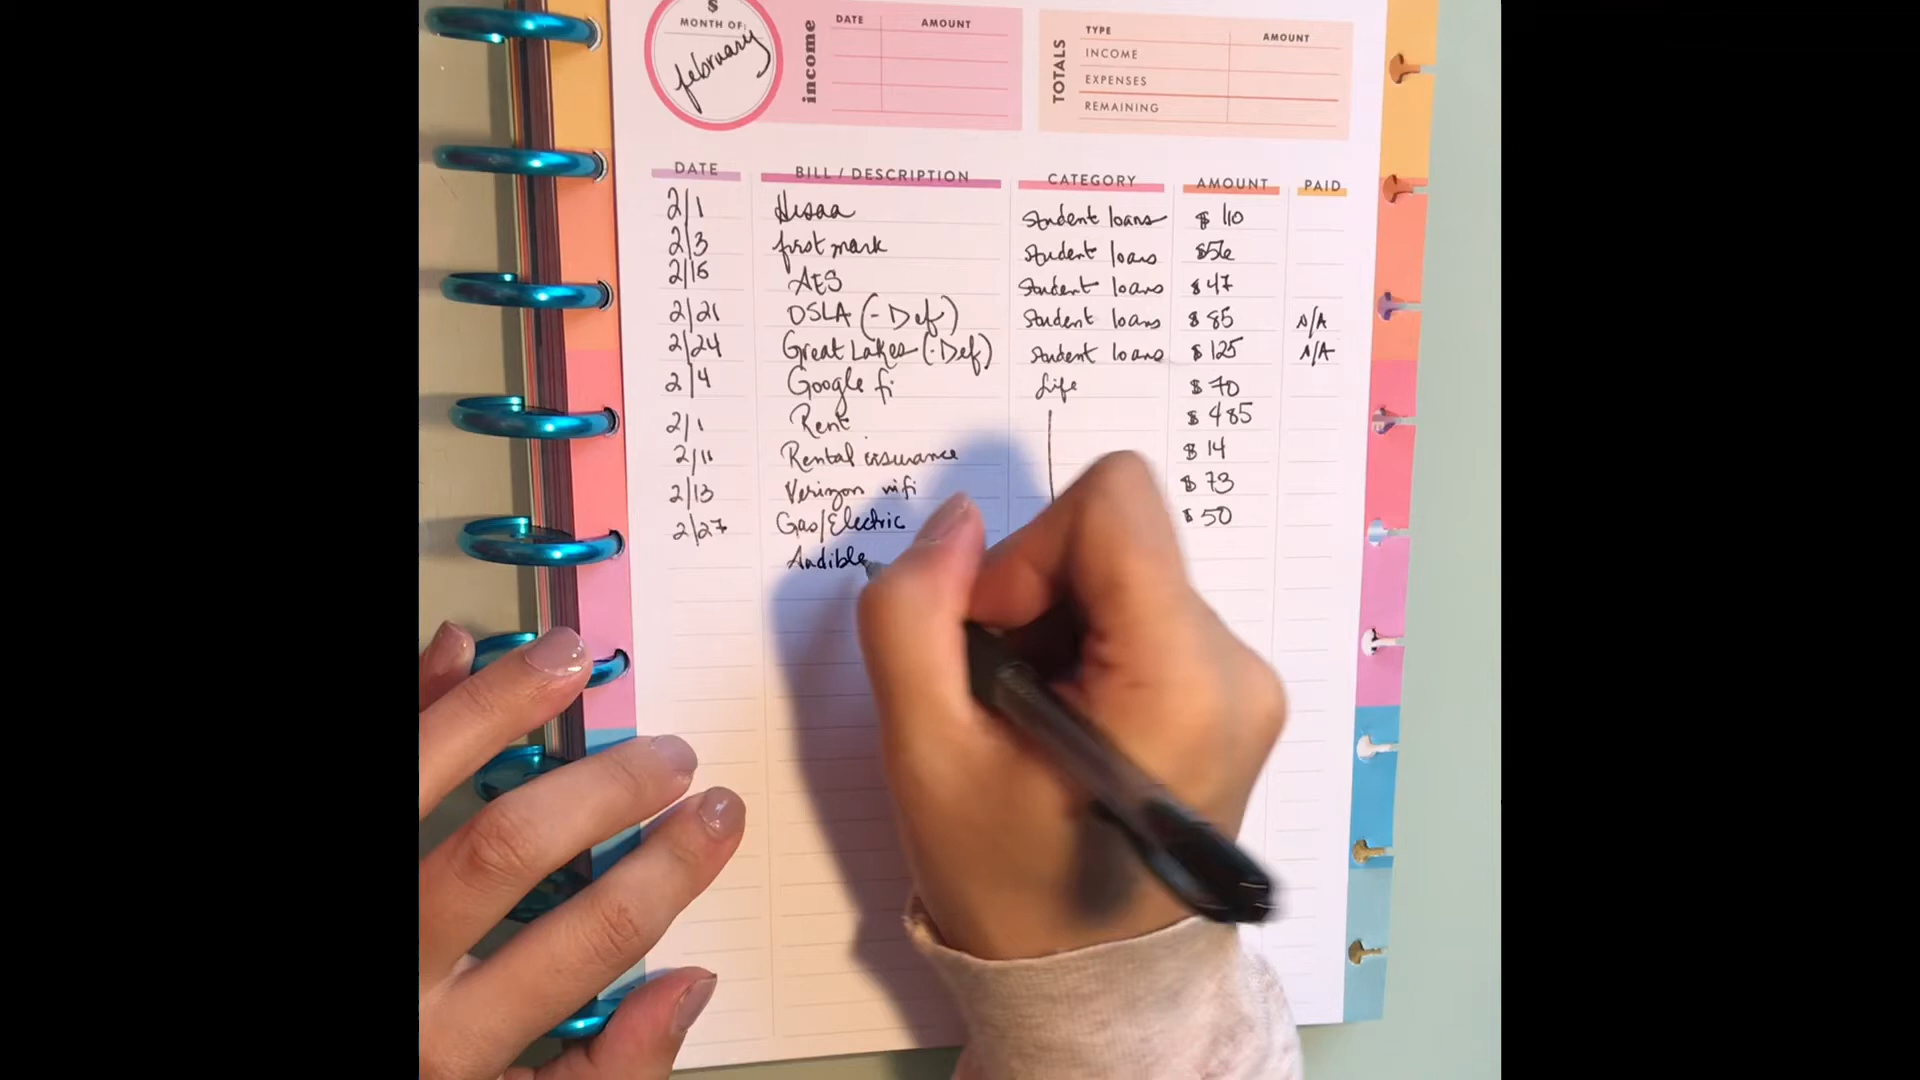 $
MONTH OF:
february
income
DATE AMOUNT
TOTALS
TYPE AMOUNT
INCOME
EXPENSES
REMAINING
DATE BILL / DESCRIPTION CATEGORY AMOUNT PAID
2/1 Hesaa student loans $ 110
2/3 first mark student loans $56
2/15 AES student loans $ 47
2/21 OSLA (- Def) student loans $ 85 N/A
2/24 Great Lakes (- Def) student loans $ 125 N/A
2/4 Google fi life $ 70
2/1 Rent $ 485
2/11 Rental insurance $ 14
2/13 Verizon wifi $ 73
2/27 Gas/Electric $ 50
Audible